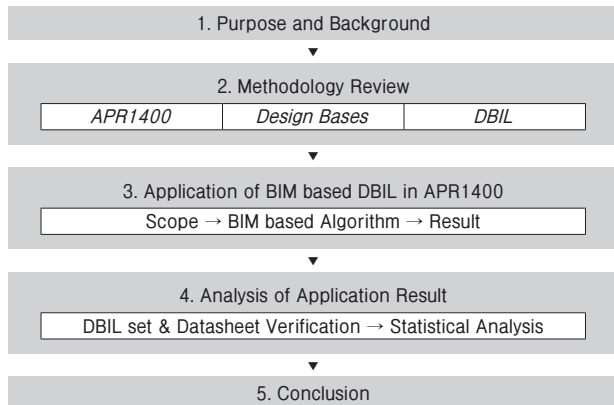 1. Purpose and Background
▼
2. Methodology Review
APR1400 Design Bases DBIL
▼
3. Application of BIM based DBIL in APR1400
Scope → BIM based Algorithm → Result
▼
4. Analysis of Application Result
DBIL set & Datasheet Verification → Statistical Analysis
▼
5. Conclusion